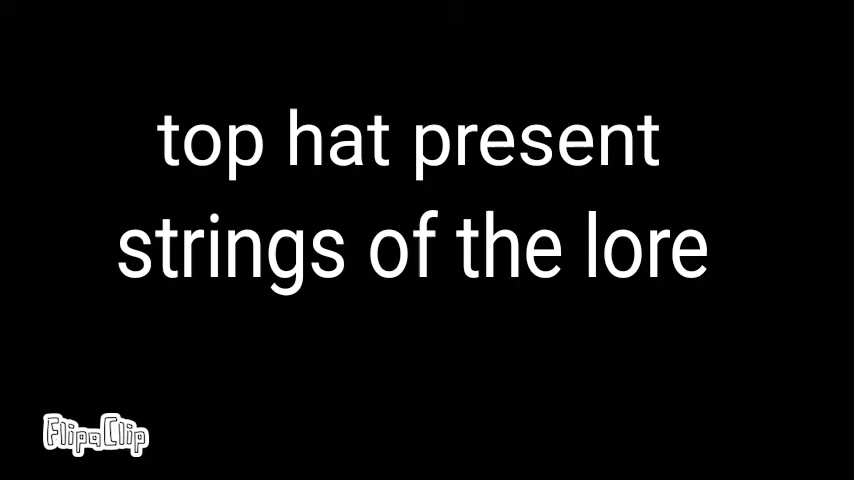 top hat present
strings of the lore
FlipaClip